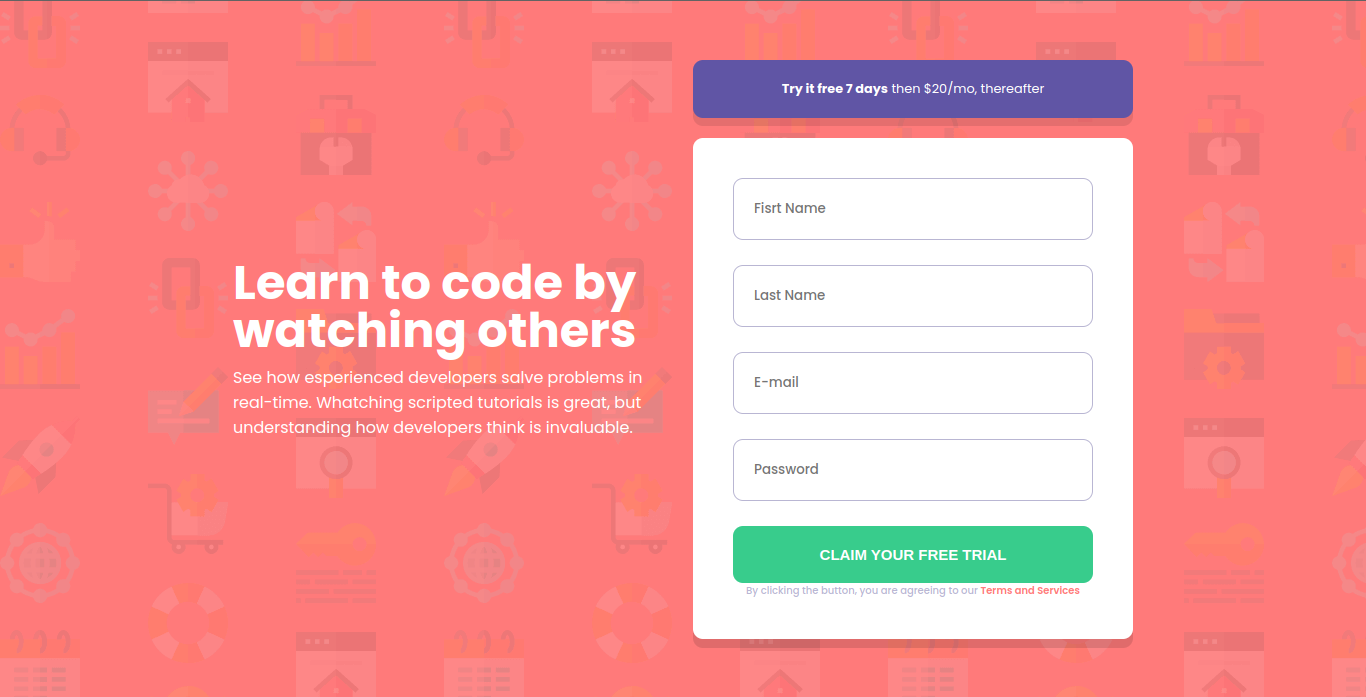 Learn to code by
watching others
See how experienced developers salve problems in
real-time. Whatching scripted tutorials is great, but
understanding how developers think is invaluable.
Try it free 7 days then $20/mo, thereafter
Fisrt Name
Last Name
E-mail
Password
CLAIM YOUR FREE TRIAL
By clicking the button, you are agreeing to our Terms and Services